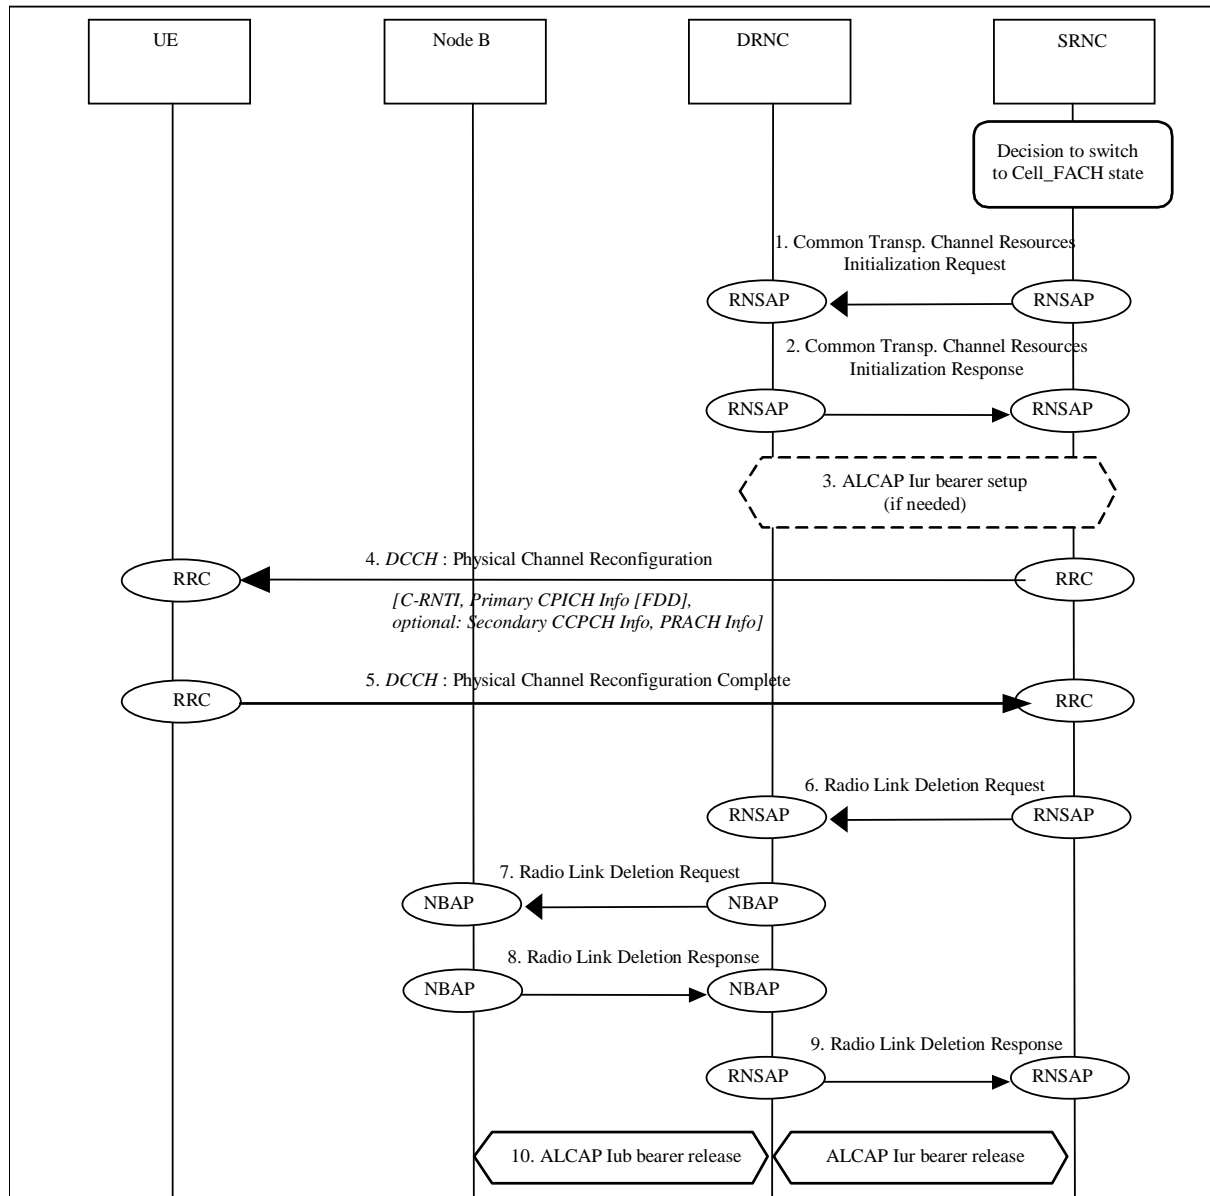 UE
Node B
DRNC
SRNC
Decision to switch
to Cell_FACH state
1. Common Transp. Channel Resources
Initialization Request
RNSAP
RNSAP
2. Common Transp. Channel Resources
Initialization Response
RNSAP
RNSAP
3. ALCAP Iur bearer setup
(if needed)
4. DCCH : Physical Channel Reconfiguration
RRC
RRC
[C-RNTI, Primary CPICH Info [FDD],
optional: Secondary CCPCH Info, PRACH Info]
5. DCCH : Physical Channel Reconfiguration Complete
RRC
RRC
6. Radio Link Deletion Request
RNSAP
RNSAP
7. Radio Link Deletion Request
NBAP
NBAP
8. Radio Link Deletion Response
NBAP
NBAP
9. Radio Link Deletion Response
RNSAP
RNSAP
10. ALCAP Iub bearer release
ALCAP Iur bearer release